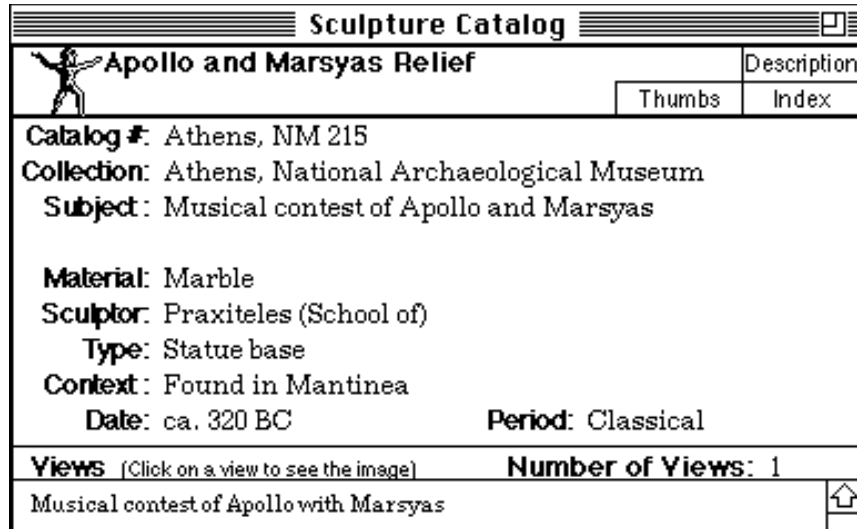 Sculpture Catalog
Apollo and Marsyas Relief
Description
Thumbs Index
Catalog #: Athens, NM 215
Collection: Athens, National Archaeological Museum
Subject: Musical contest of Apollo and Marsyas
Material: Marble
Sculptor: Praxiteles (School of)
Type: Statue base
Context: Found in Mantinea
Date: ca. 320 BC Period: Classical
Views (Click on a view to see the image) Number of Views: 1
Musical contest of Apollo with Marsyas